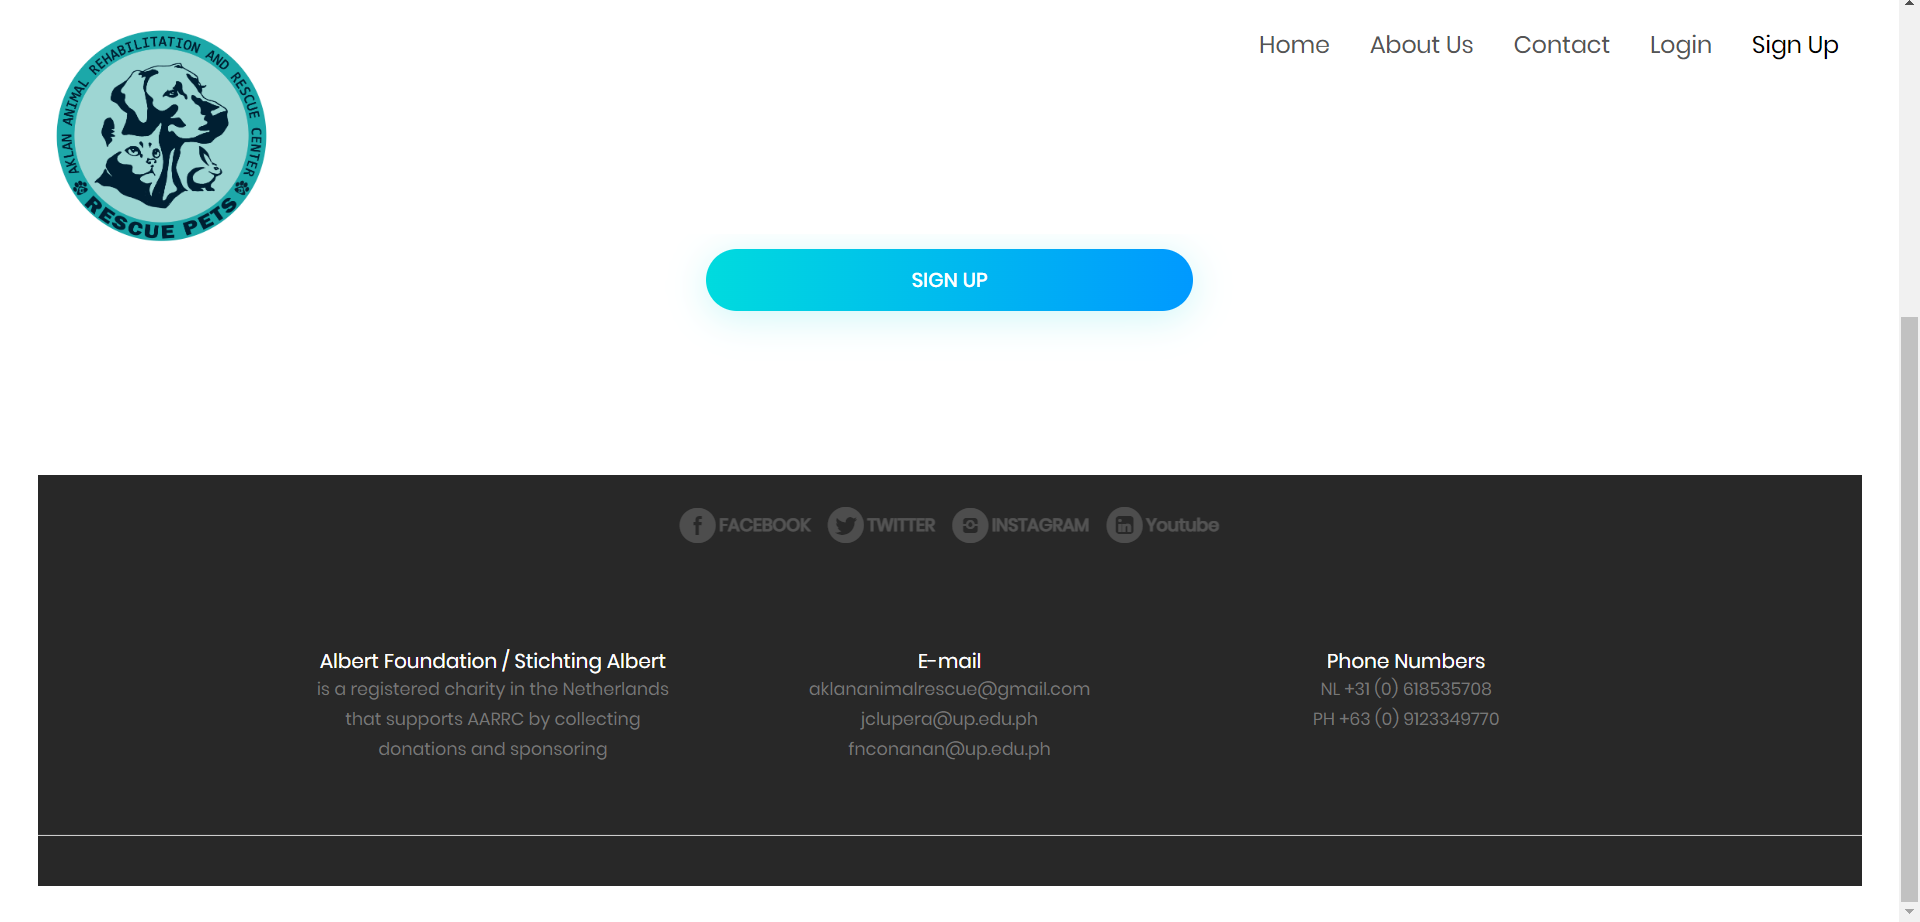 AKLAN ANIMAL REHABILITATION AND RESCUE CENTER
RESCUE PETS
Home About Us Contact Login Sign Up
SIGN UP
FACEBOOK TWITTER INSTAGRAM Youtube
Albert Foundation / Stichting Albert
is a registered charity in the Netherlands
that supports AARRC by collecting
donations and sponsoring
E-mail
aklananimalrescue@gmail.com
jclupera@up.edu.ph
fnconanan@up.edu.ph
Phone Numbers
NL +31 (0) 618535708
PH +63 (0) 9123349770